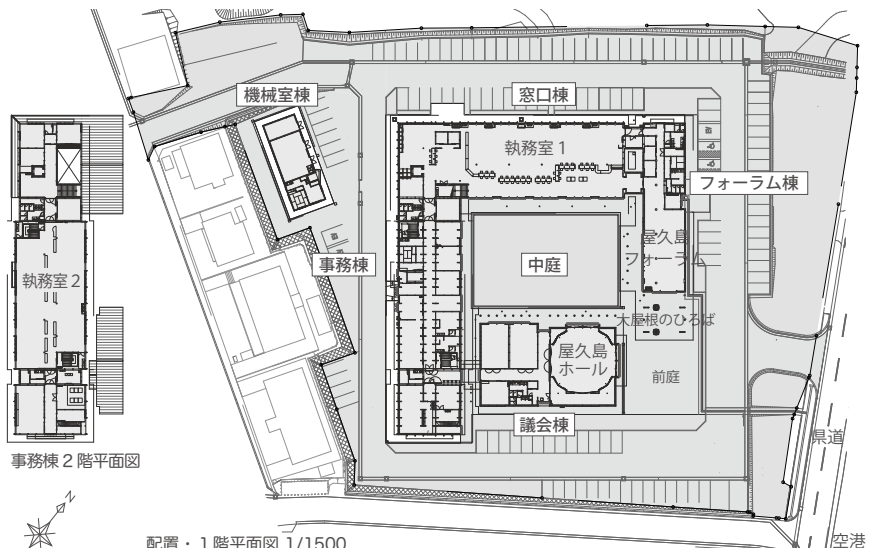 機械室棟
窓口棟
執務室1
フォーラム棟
屋久島
フォーラム
執務室2
事務棟
中庭
大屋根のひろば
屋久島
ホール
前庭
議会棟
県道
事務棟2階平面図
N
配置・1階平面図 1/1500
空港